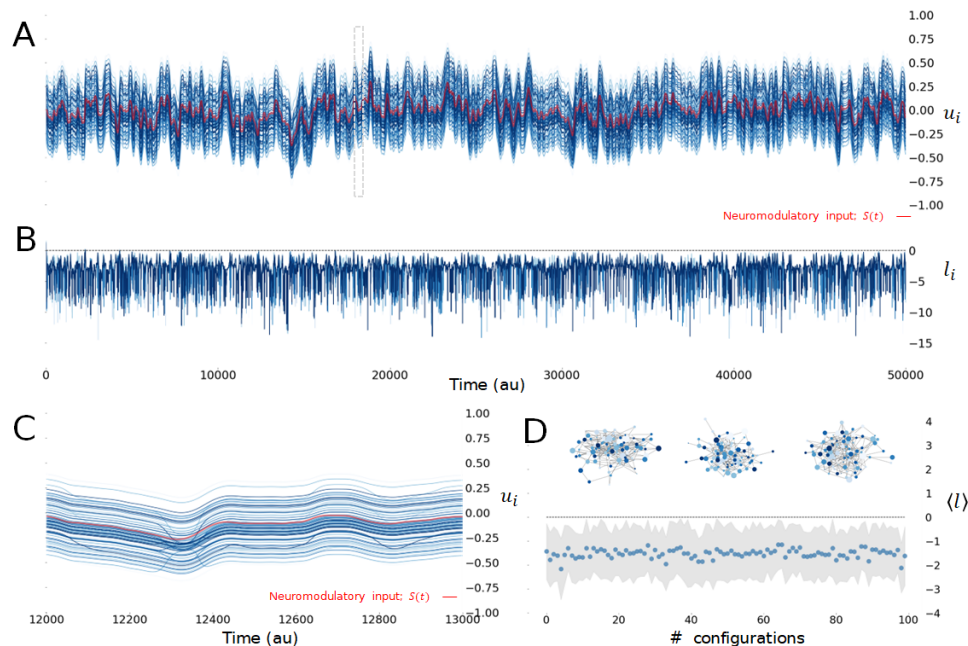 A
1.00
0.75
0.50
0.25
0.00
−0.25
−0.50
−0.75
−1.00
u_i
Neuromodulatory input; S(t)
B
0
−5
−10
−15
l_i
0 10000 20000 30000 40000 50000
Time (au)
C
1.00
0.75
0.50
0.25
0.00
−0.25
−0.50
−0.75
−1.00
u_i
Neuromodulatory input; S(t)
12000 12200 12400 12600 12800 13000
Time (au)
D
4
3
2
1
0
−1
−2
−3
−4
⟨l⟩
0 20 40 60 80 100
# configurations